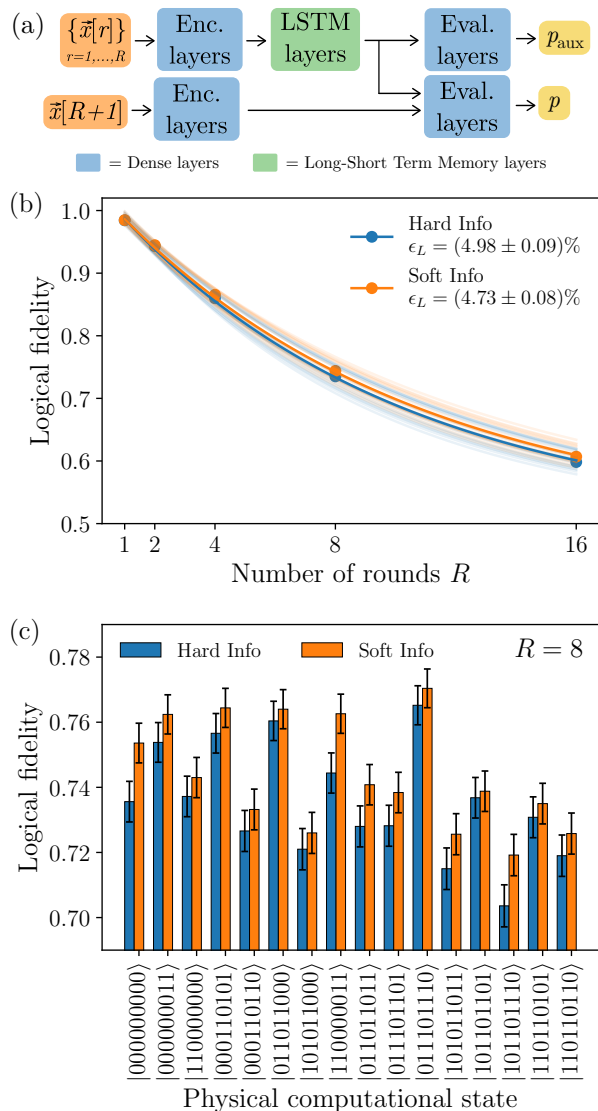 (a)
{x⃗[r]}
r=1,...,R
Enc.
layers
LSTM
layers
Eval.
layers
p_aux
x⃗[R+1]
Enc.
layers
Eval.
layers
p
= Dense layers
= Long-Short Term Memory layers
(b)
Logical fidelity
1.0
0.9
0.8
0.7
0.6
0.5
Hard Info
ϵ_L = (4.98 ± 0.09)%
Soft Info
ϵ_L = (4.73 ± 0.08)%
1 2 4 8 16
Number of rounds R
(c)
Logical fidelity
0.78
0.76
0.74
0.72
0.70
Hard Info
Soft Info
R = 8
|000000000⟩
|000000011⟩
|110000000⟩
|000110101⟩
|000110110⟩
|011011000⟩
|101011000⟩
|110000011⟩
|011011011⟩
|011101101⟩
|011101110⟩
|101011011⟩
|101101101⟩
|101101110⟩
|110110101⟩
|110110110⟩
Physical computational state